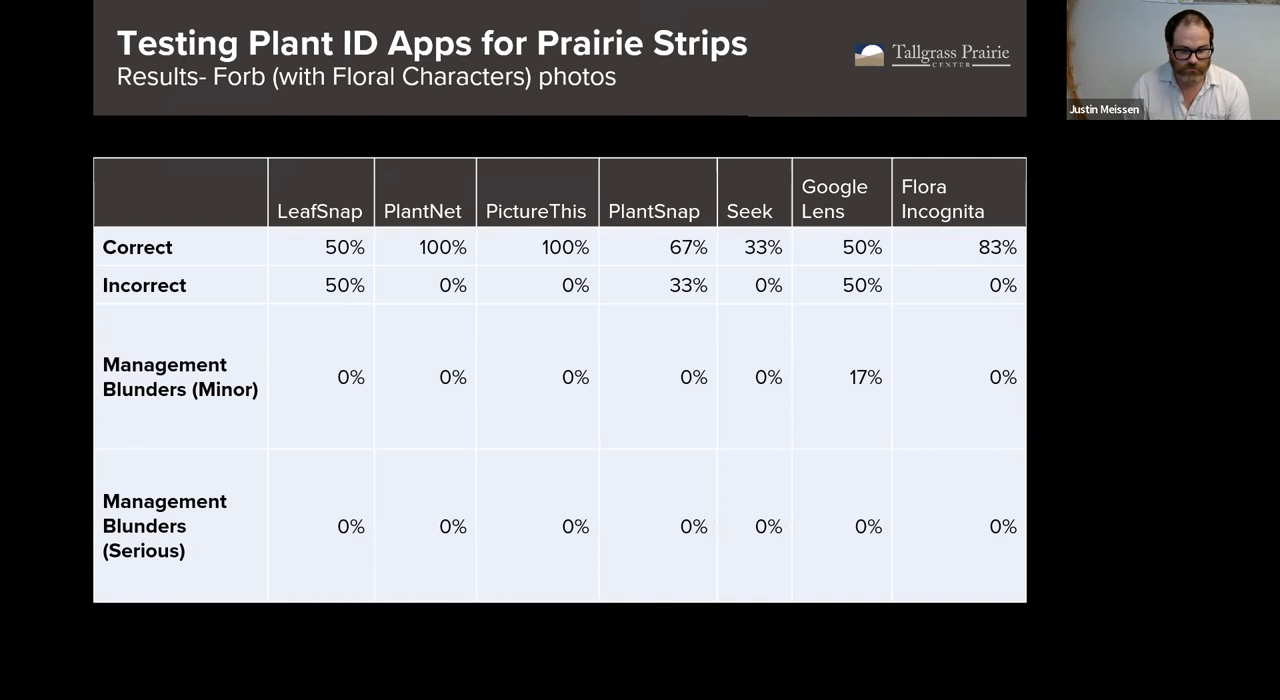 Testing Plant ID Apps for Prairie Strips
Results- Forb (with Floral Characters) photos
Tallgrass Prairie
CENTER
Justin Meissen
LeafSnap PlantNet PictureThis PlantSnap Seek Google Lens Flora Incognita
Correct 50% 100% 100% 67% 33% 50% 83%
Incorrect 50% 0% 0% 33% 0% 50% 0%
Management Blunders (Minor) 0% 0% 0% 0% 0% 17% 0%
Management Blunders (Serious) 0% 0% 0% 0% 0% 0% 0%